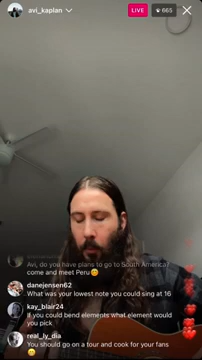 avi_kaplan
LIVE
665
Avi, do you have plans to go to South America?
come and meet Peru😊
danejensen62
What was your lowest note you could sing at 16
kay_blair24
If you could bend elements what element would
you pick
real_ly_dia
You should go on a tour and cook for your fans